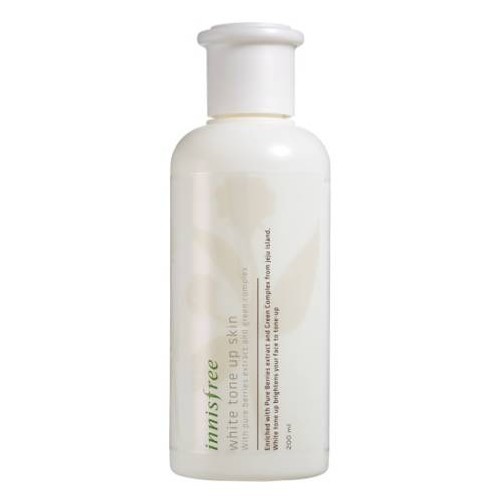 innisfree
white tone up skin
With pure berries extract and green complex
Enriched with Pure Berries extract and Green Complex from jeju island.
White tone up brightens your face to tone-up
200 ml